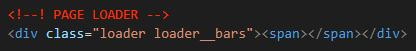 <!--! PAGE LOADER -->
<div class="loader loader__bars"><span></span></div>